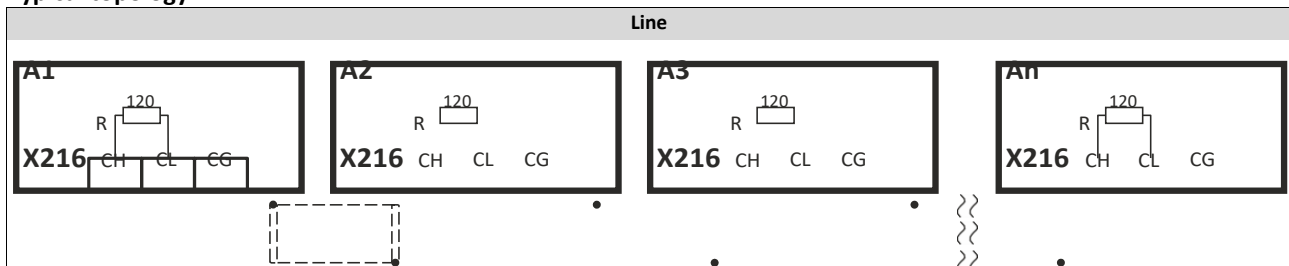 Line
A1 A2 A3 An
120 120 120 120
R R R R
X216 CH CL CG X216 CH CL CG X216 CH CL CG X216 CH CL CG